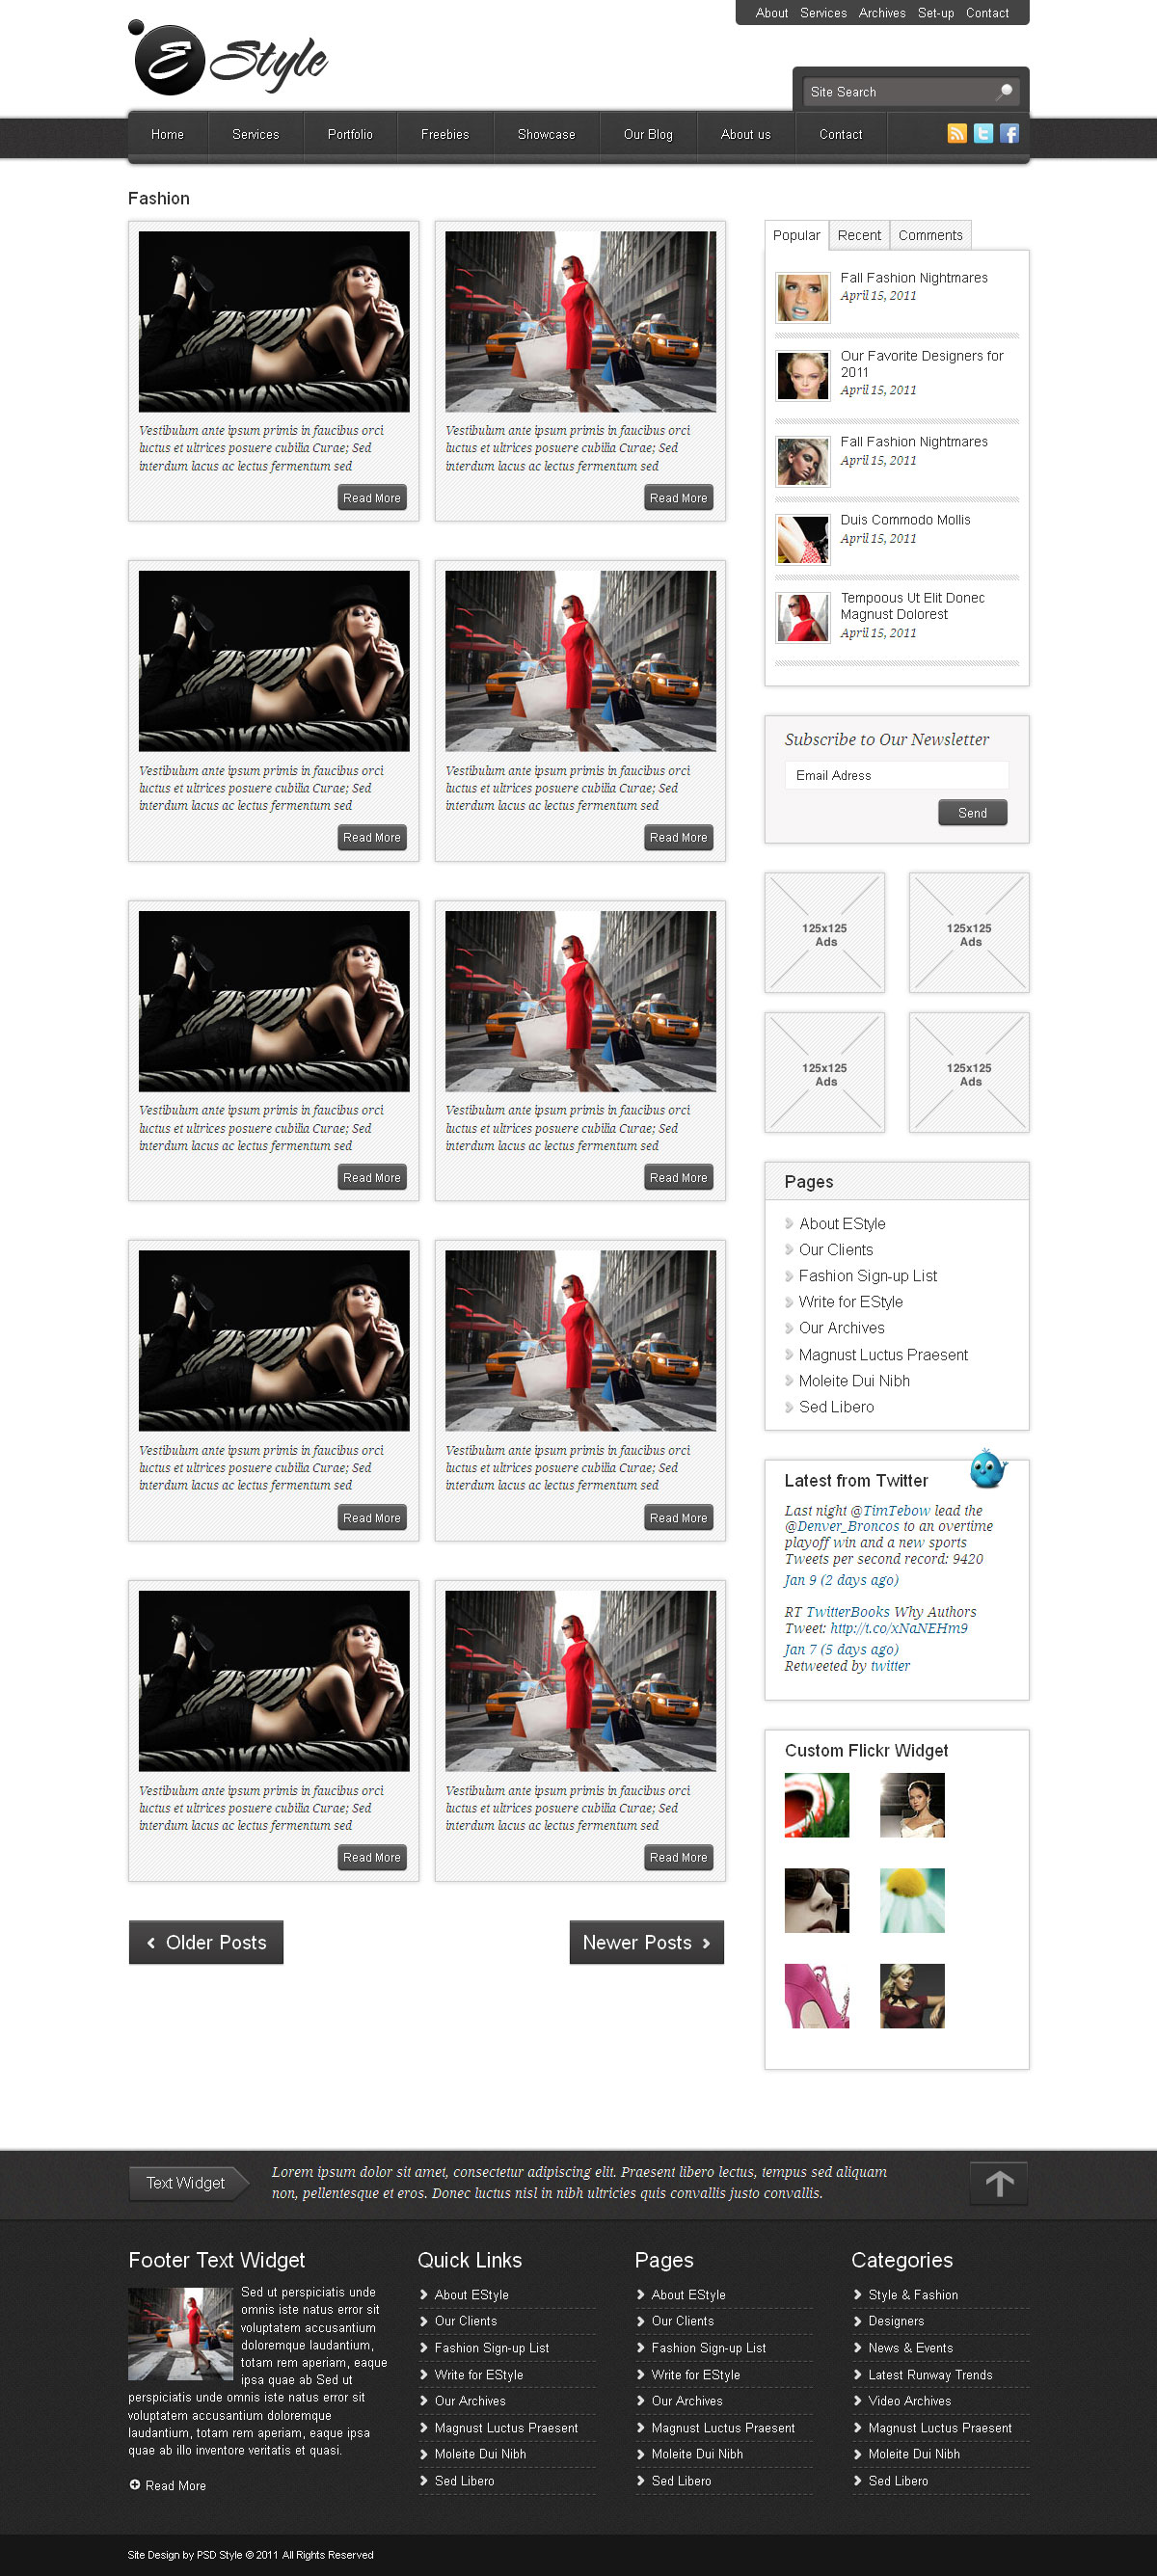 About Services Archives Set-up Contact
E Style
Site Search
Home Services Portfolio Freebies Showcase Our Blog About us Contact
Fashion
Vestibulum ante ipsum primis in faucibus orci
luctus et ultrices posuere cubilia Curae; Sed
interdum lacus ac lectus fermentum sed
Read More
Vestibulum ante ipsum primis in faucibus orci
luctus et ultrices posuere cubilia Curae; Sed
interdum lacus ac lectus fermentum sed
Read More
Vestibulum ante ipsum primis in faucibus orci
luctus et ultrices posuere cubilia Curae; Sed
interdum lacus ac lectus fermentum sed
Read More
Vestibulum ante ipsum primis in faucibus orci
luctus et ultrices posuere cubilia Curae; Sed
interdum lacus ac lectus fermentum sed
Read More
Vestibulum ante ipsum primis in faucibus orci
luctus et ultrices posuere cubilia Curae; Sed
interdum lacus ac lectus fermentum sed
Read More
Vestibulum ante ipsum primis in faucibus orci
luctus et ultrices posuere cubilia Curae; Sed
interdum lacus ac lectus fermentum sed
Read More
Vestibulum ante ipsum primis in faucibus orci
luctus et ultrices posuere cubilia Curae; Sed
interdum lacus ac lectus fermentum sed
Read More
Vestibulum ante ipsum primis in faucibus orci
luctus et ultrices posuere cubilia Curae; Sed
interdum lacus ac lectus fermentum sed
Read More
Vestibulum ante ipsum primis in faucibus orci
luctus et ultrices posuere cubilia Curae; Sed
interdum lacus ac lectus fermentum sed
Read More
Vestibulum ante ipsum primis in faucibus orci
luctus et ultrices posuere cubilia Curae; Sed
interdum lacus ac lectus fermentum sed
Read More
Older Posts
Newer Posts
Popular Recent Comments
Fall Fashion Nightmares
April 15, 2011
Our Favorite Designers for
2011
April 15, 2011
Fall Fashion Nightmares
April 15, 2011
Duis Commodo Mollis
April 15, 2011
Tempoous Ut Elit Donec
Magnust Dolorest
April 15, 2011
Subscribe to Our Newsletter
Email Adress
Send
125x125
Ads
125x125
Ads
125x125
Ads
125x125
Ads
Pages
About EStyle
Our Clients
Fashion Sign-up List
Write for EStyle
Our Archives
Magnust Luctus Praesent
Moleite Dui Nibh
Sed Libero
Latest from Twitter
Last night @TimTebow lead the
@Denver_Broncos to an overtime
playoff win and a new sports
Tweets per second record: 9420
Jan 9 (2 days ago)
RT TwitterBooks Why Authors
Tweet: http://t.co/xNaNEHm9
Jan 7 (5 days ago)
Retweeted by twitter
Custom Flickr Widget
Text Widget
Lorem ipsum dolor sit amet, consectetur adipiscing elit. Praesent libero lectus, tempus sed aliquam
non, pellentesque et eros. Donec luctus nisl in nibh ultricies quis convallis justo convallis.
Footer Text Widget
Sed ut perspiciatis unde
omnis iste natus error sit
voluptatem accusantium
doloremque laudantium,
totam rem aperiam, eaque
ipsa quae ab Sed ut
perspiciatis unde omnis iste natus error sit
voluptatem accusantium doloremque
laudantium, totam rem aperiam, eaque ipsa
quae ab illo inventore veritatis et quasi.
Read More
Quick Links
About EStyle
Our Clients
Fashion Sign-up List
Write for EStyle
Our Archives
Magnust Luctus Praesent
Moleite Dui Nibh
Sed Libero
Pages
About EStyle
Our Clients
Fashion Sign-up List
Write for EStyle
Our Archives
Magnust Luctus Praesent
Moleite Dui Nibh
Sed Libero
Categories
Style & Fashion
Designers
News & Events
Latest Runway Trends
Video Archives
Magnust Luctus Praesent
Moleite Dui Nibh
Sed Libero
Site Design by PSD Style © 2011 All Rights Reserved